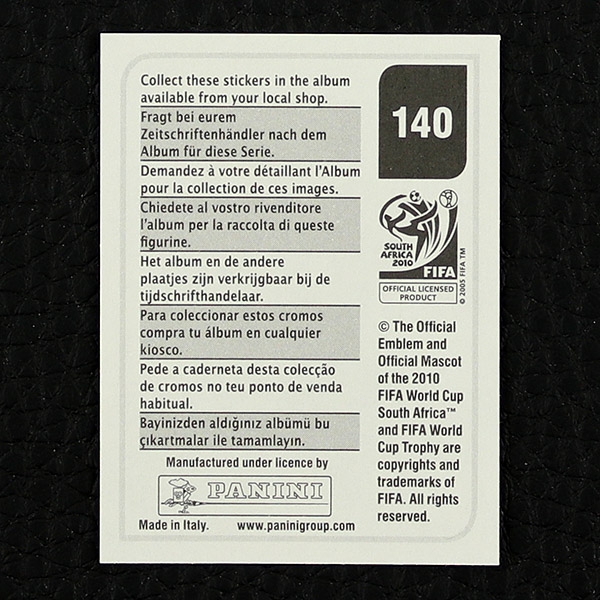 Collect these stickers in the album
available from your local shop.
Fragt bei eurem
Zeitschriftenhändler nach dem
Album für diese Serie.
Demandez à votre détaillant l'Album
pour la collection de ces images.
Chiedete al vostro rivenditore
l'album per la raccolta di queste
figurine.
Het album en de andere
plaatjes zijn verkrijgbaar bij de
tijdschrifthandelaar.
Para coleccionar estos cromos
compra tu álbum en cualquier
kiosco.
Pede a caderneta desta colecção
de cromos no teu ponto de venda
habitual.
Bayinizden aldığınız albümü bu
çıkartmalar ile tamamlayın.
Manufactured under licence by
PANINI
Made in Italy. www.paninigroup.com
140
SOUTH
AFRICA
2010
FIFA
OFFICIAL LICENSED
PRODUCT
© 2005 FIFA TM
© The Official
Emblem and
Official Mascot
of the 2010
FIFA World Cup
South Africa™
and FIFA World
Cup Trophy are
copyrights and
trademarks of
FIFA. All rights
reserved.